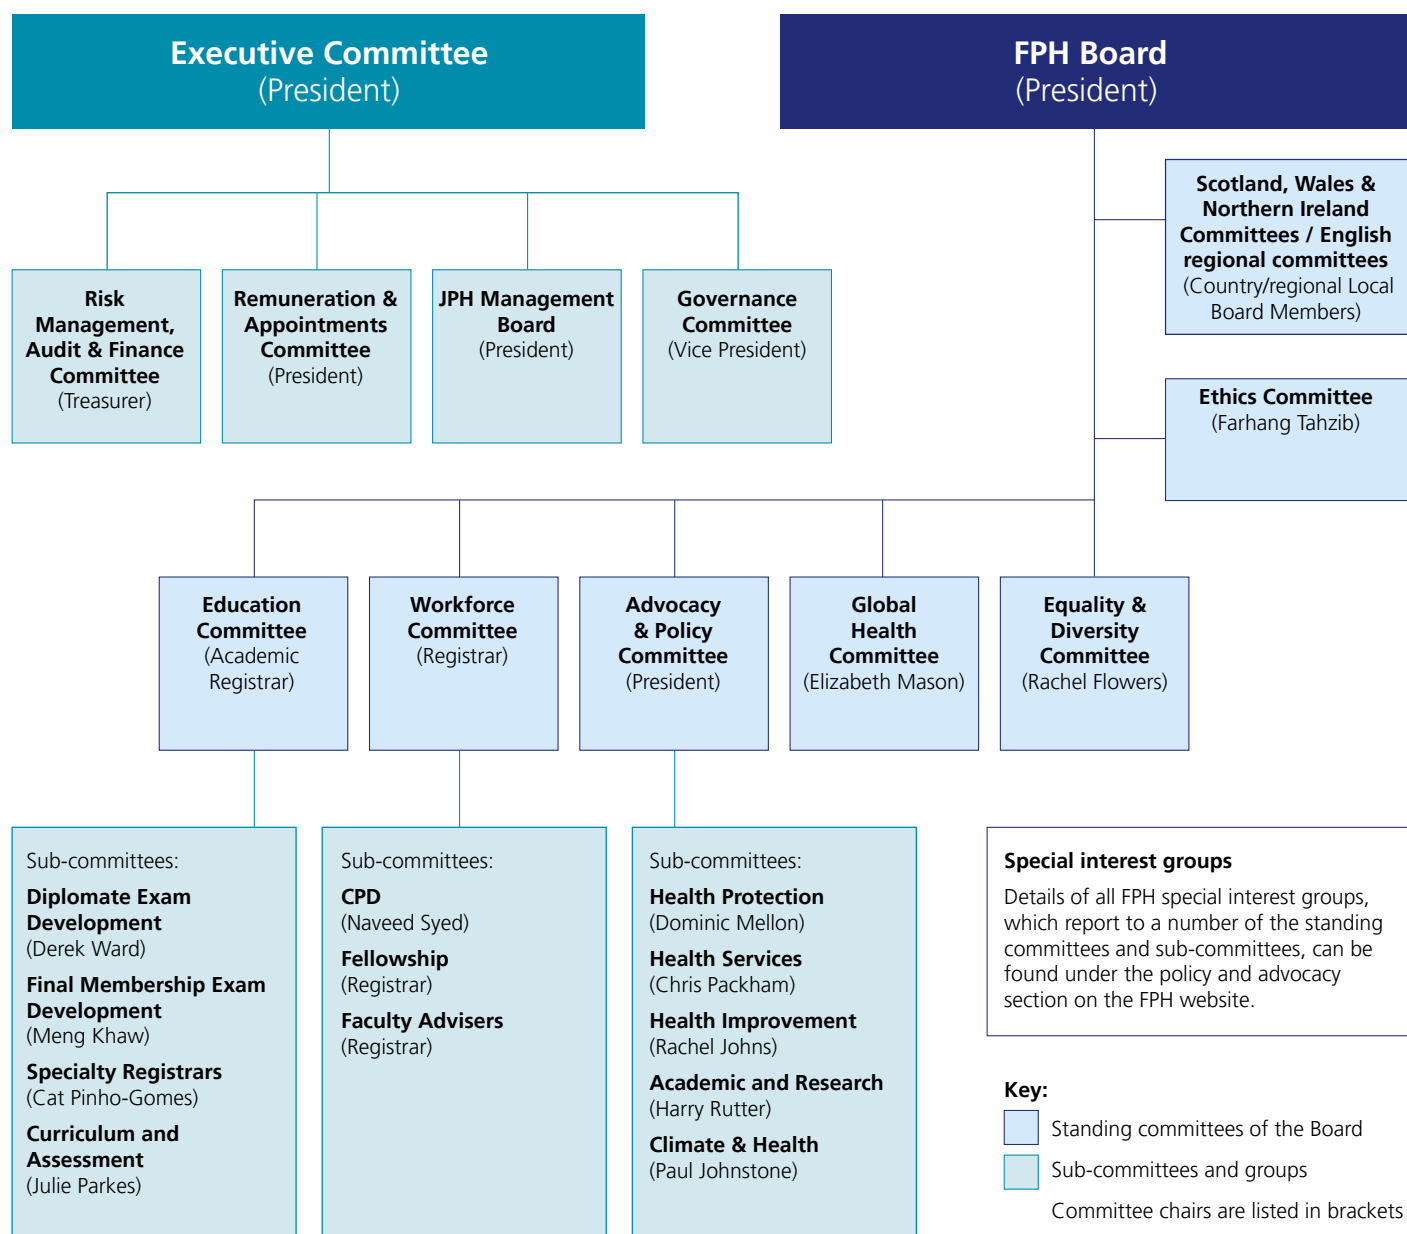 Executive Committee
(President)
FPH Board
(President)
Scotland, Wales &
Northern Ireland
Committees / English
regional committees
(Country/regional Local
Board Members)
Risk
Management,
Audit & Finance
Committee
(Treasurer)
Remuneration &
Appointments
Committee
(President)
JPH Management
Board
(President)
Governance
Committee
(Vice President)
Ethics Committee
(Farhang Tahzib)
Education
Committee
(Academic
Registrar)
Workforce
Committee
(Registrar)
Advocacy
& Policy
Committee
(President)
Global
Health
Committee
(Elizabeth Mason)
Equality &
Diversity
Committee
(Rachel Flowers)
Sub-committees:
Diplomate Exam
Development
(Derek Ward)
Final Membership Exam
Development
(Meng Khaw)
Specialty Registrars
(Cat Pinho-Gomes)
Curriculum and
Assessment
(Julie Parkes)
Sub-committees:
CPD
(Naveed Syed)
Fellowship
(Registrar)
Faculty Advisers
(Registrar)
Sub-committees:
Health Protection
(Dominic Mellon)
Health Services
(Chris Packham)
Health Improvement
(Rachel Johns)
Academic and Research
(Harry Rutter)
Climate & Health
(Paul Johnstone)
Special interest groups
Details of all FPH special interest groups,
which report to a number of the standing
committees and sub-committees, can be
found under the policy and advocacy
section on the FPH website.
Key:
Standing committees of the Board
Sub-committees and groups
Committee chairs are listed in brackets